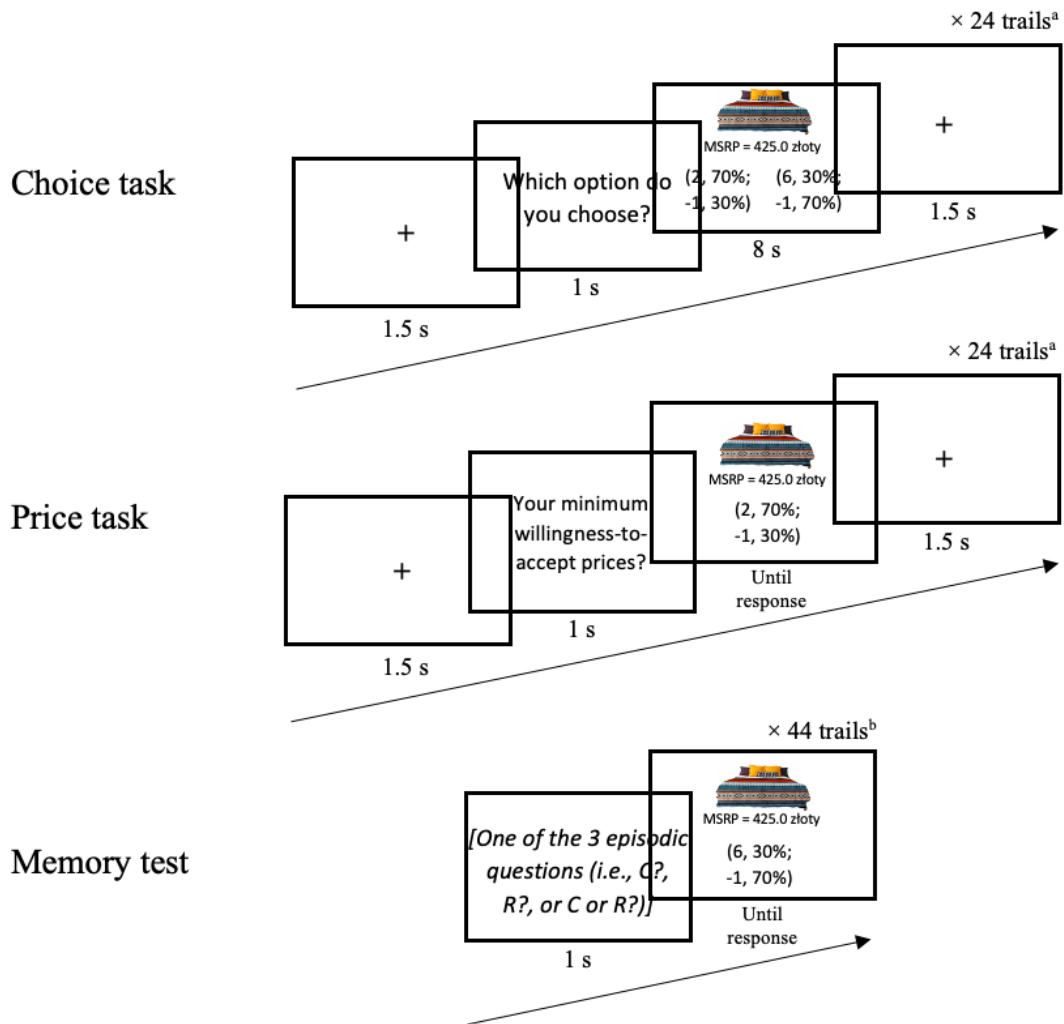 × 24 trailsᵃ
Choice task
+
1.5 s
Which option do
you choose?
1 s
MSRP = 425.0 złoty
(2, 70%; (6, 30%;
-1, 30%) -1, 70%)
8 s
+
1.5 s
× 24 trailsᵃ
Price task
+
1.5 s
Your minimum
willingness-to-
accept prices?
1 s
MSRP = 425.0 złoty
(2, 70%;
-1, 30%)
Until
response
+
1.5 s
× 44 trailsᵇ
Memory test
[One of the 3 episodic
questions (i.e., C?,
R?, or C or R?)]
1 s
MSRP = 425.0 złoty
(6, 30%;
-1, 70%)
Until
response